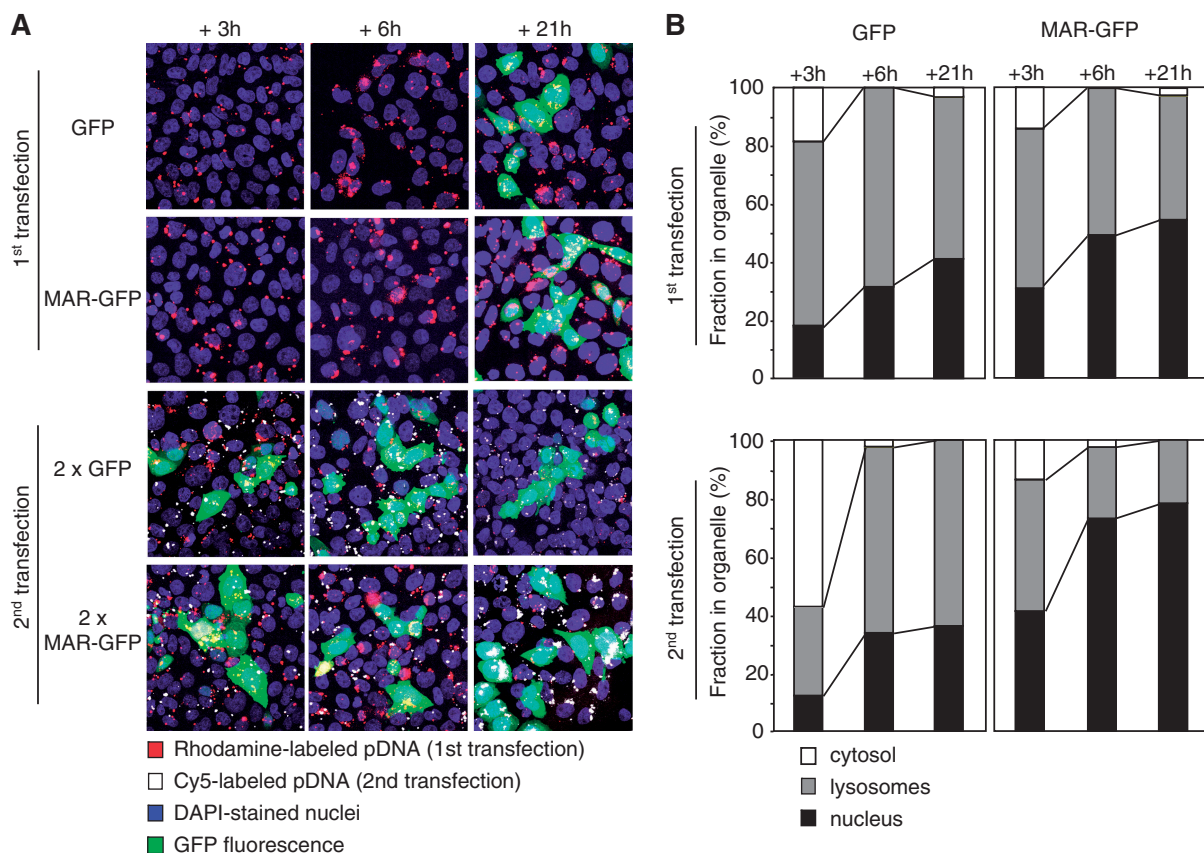 A
+ 3h
+ 6h
+ 21h
1st transfection
GFP
MAR-GFP
2nd transfection
2 x GFP
2 x
MAR-GFP
Rhodamine-labeled pDNA (1st transfection)
Cy5-labeled pDNA (2nd transfection)
DAPI-stained nuclei
GFP fluorescence
B
GFP
MAR-GFP
+3h
+6h
+21h
+3h
+6h
+21h
1st transfection
Fraction in organelle (%)
100
80
60
40
20
0
2nd transfection
Fraction in organelle (%)
100
80
60
40
20
0
cytosol
lysosomes
nucleus